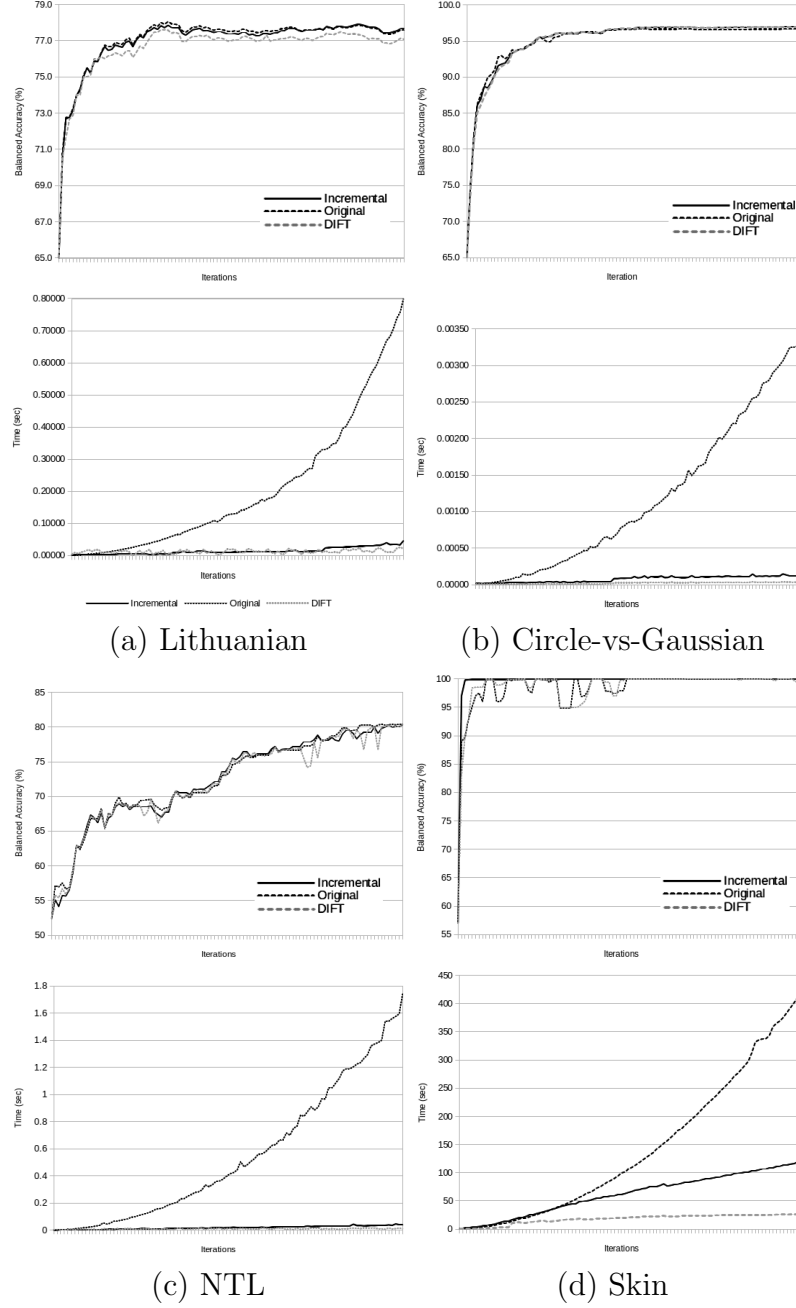 79.0
77.0
75.0
73.0
71.0
69.0
67.0
65.0
Balanced Accuracy (%)
Incremental
Original
DIFT
Iterations
100.0
95.0
90.0
85.0
80.0
75.0
70.0
65.0
Balanced Accuracy (%)
Incremental
Original
DIFT
Iteration
0.80000
0.70000
0.60000
0.50000
0.40000
0.30000
0.20000
0.10000
0.00000
Time (sec)
Iterations
Incremental Original DIFT
0.00350
0.00300
0.00250
0.00200
0.00150
0.00100
0.00050
0.00000
Time (sec)
Iterations
(a) Lithuanian
(b) Circle-vs-Gaussian
85
80
75
70
65
60
55
50
Balanced Accuracy (%)
Incremental
Original
DIFT
Iterations
100
95
90
85
80
75
70
65
60
55
Balanced Accuracy (%)
Incremental
Original
DIFT
Iterations
1.8
1.6
1.4
1.2
1
0.8
0.6
0.4
0.2
0
Time (sec)
Iterations
450
400
350
300
250
200
150
100
50
0
Time (sec)
Iterations
(c) NTL
(d) Skin